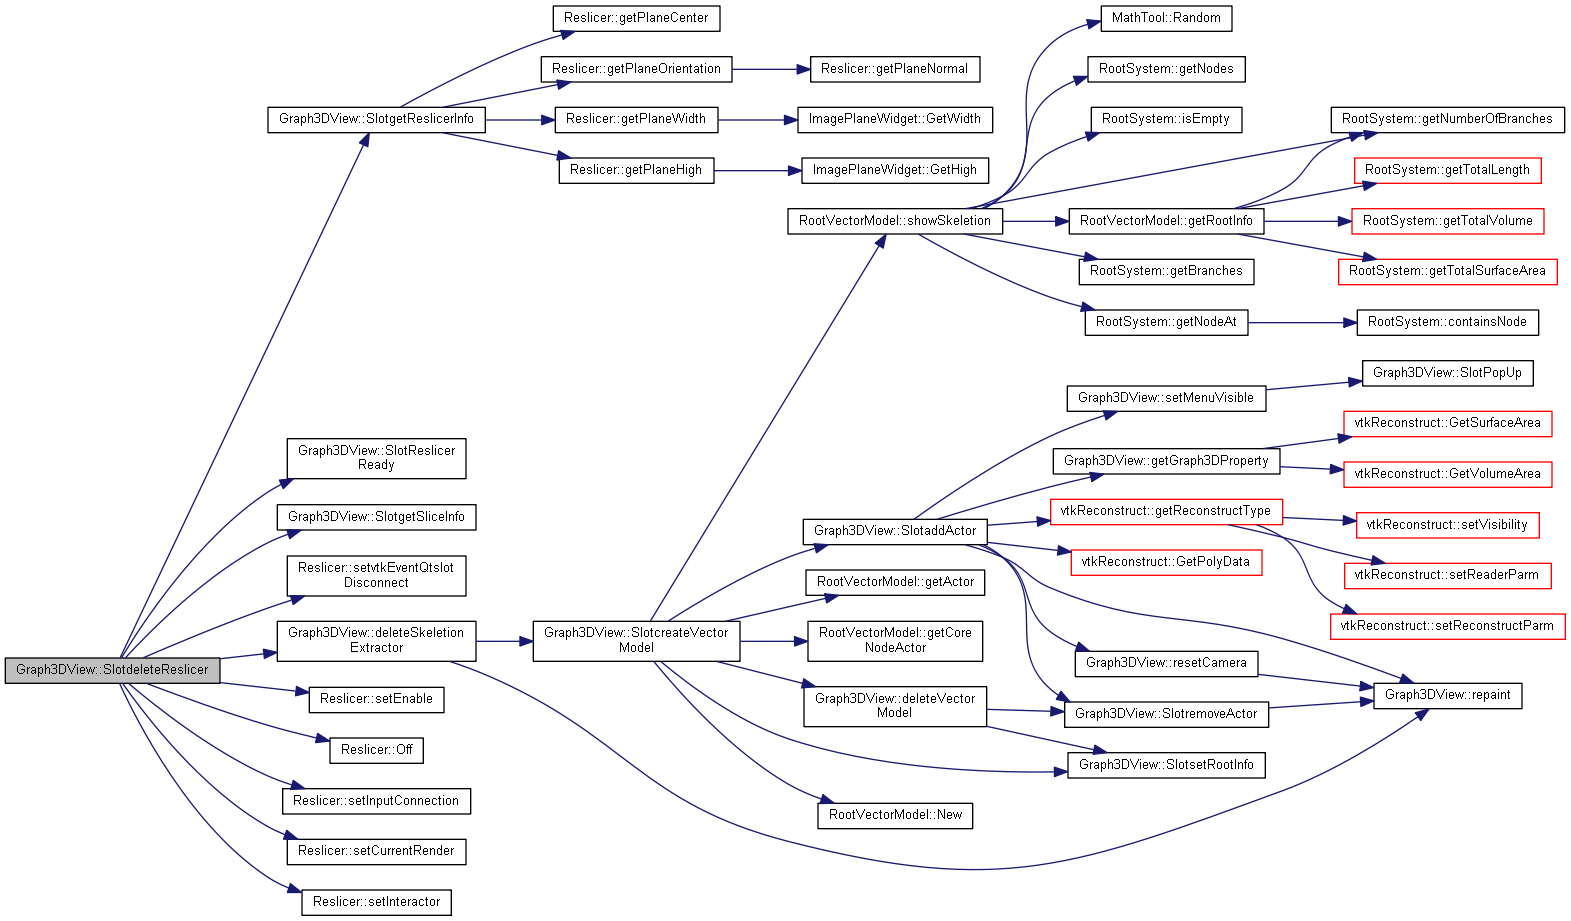 Graph3DView::SlotdeleteReslicer
Graph3DView::SlotgetReslicerInfo
Reslicer::getPlaneCenter
Reslicer::getPlaneOrientation
Reslicer::getPlaneNormal
Reslicer::getPlaneWidth
ImagePlaneWidget::GetWidth
Reslicer::getPlaneHigh
ImagePlaneWidget::GetHigh
Graph3DView::SlotReslicer
Ready
Graph3DView::SlotgetSliceInfo
Reslicer::setvtkEventQtslot
Disconnect
Graph3DView::deleteSkeletion
Extractor
Reslicer::setEnable
Reslicer::Off
Reslicer::setInputConnection
Reslicer::setCurrentRender
Reslicer::setInteractor
Graph3DView::SlotcreateVector
Model
RootVectorModel::showSkeletion
MathTool::Random
RootSystem::getNodes
RootSystem::isEmpty
RootSystem::getNumberOfBranches
RootVectorModel::getRootInfo
RootSystem::getTotalLength
RootSystem::getTotalVolume
RootSystem::getTotalSurfaceArea
RootSystem::getBranches
RootSystem::getNodeAt
RootSystem::containsNode
Graph3DView::SlotaddActor
Graph3DView::setMenuVisible
Graph3DView::SlotPopUp
Graph3DView::getGraph3DProperty
vtkReconstruct::GetSurfaceArea
vtkReconstruct::GetVolumeArea
vtkReconstruct::getReconstructType
vtkReconstruct::setVisibility
vtkReconstruct::setReaderParm
vtkReconstruct::setReconstructParm
vtkReconstruct::GetPolyData
RootVectorModel::getActor
RootVectorModel::getCore
NodeActor
Graph3DView::resetCamera
Graph3DView::repaint
Graph3DView::deleteVector
Model
Graph3DView::SlotremoveActor
Graph3DView::SlotsetRootInfo
RootVectorModel::New